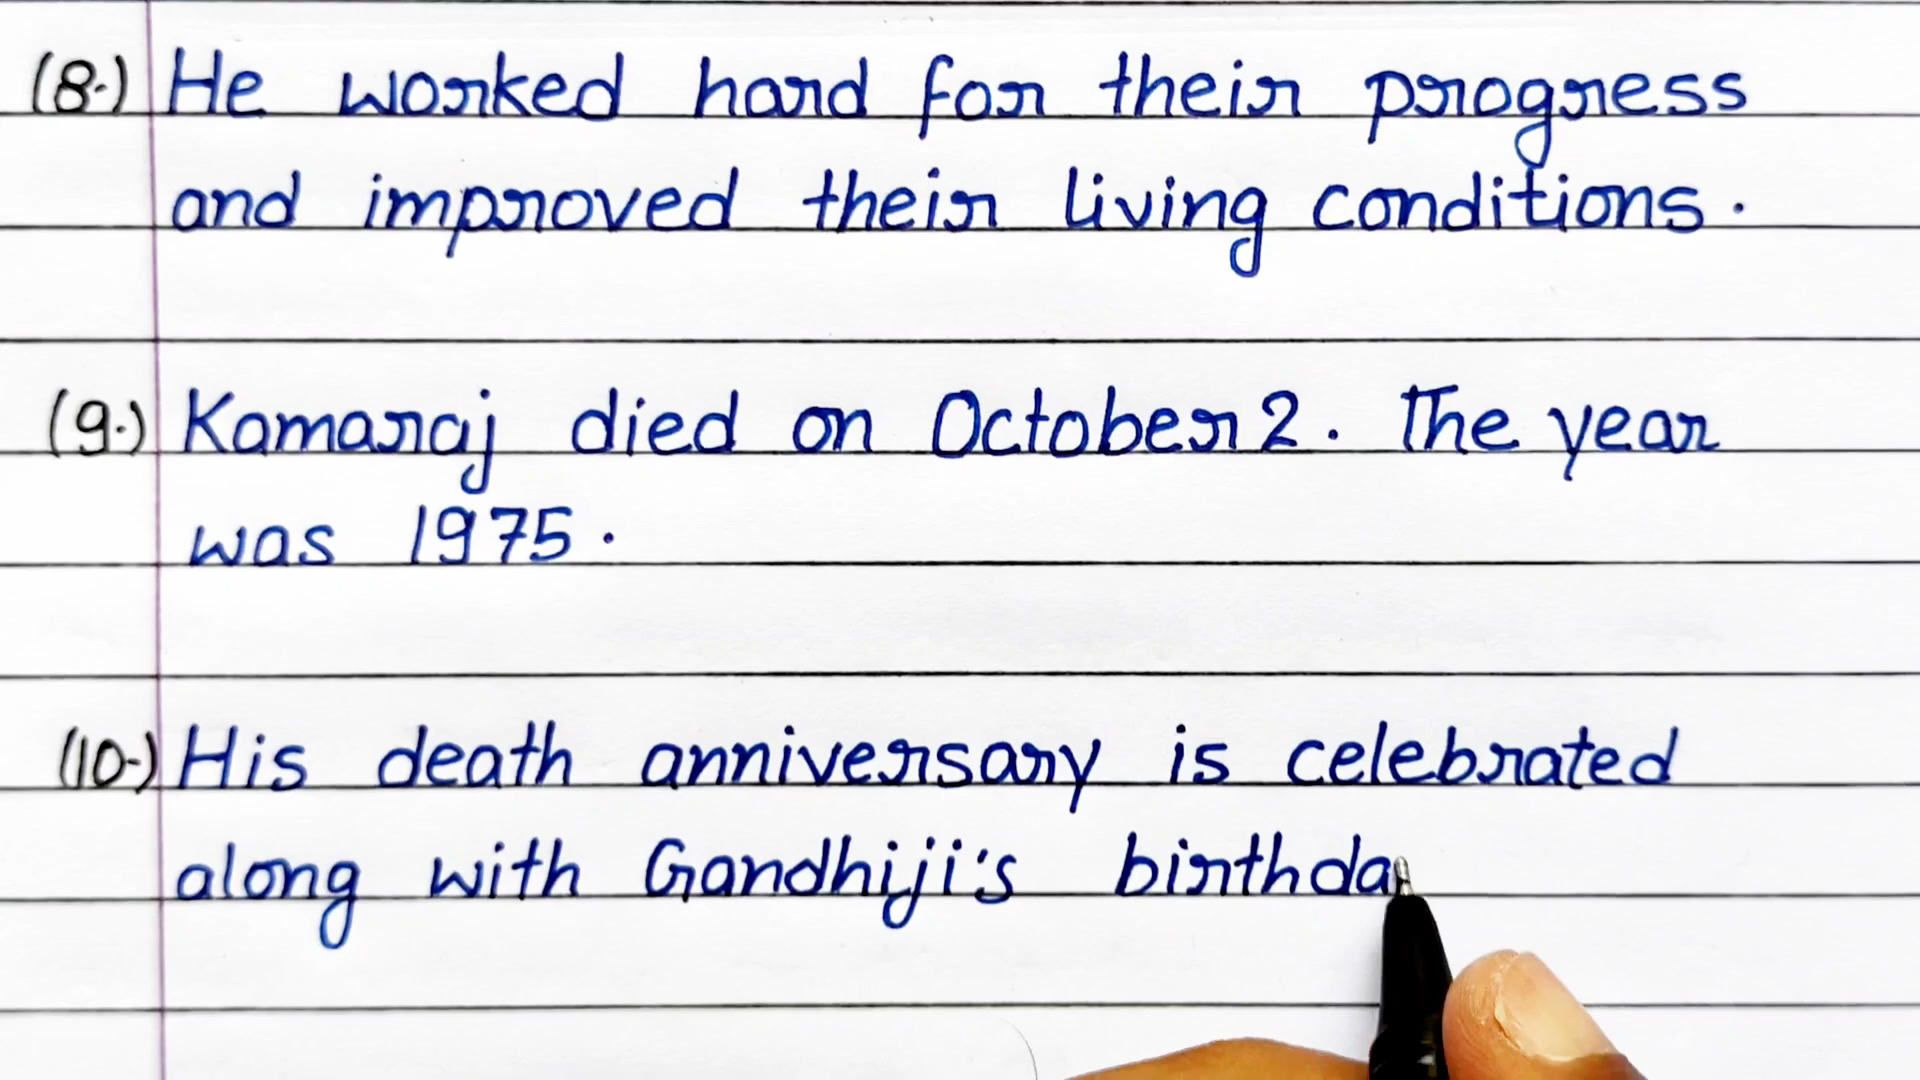 (8.) He worked hard for their progress
and improved their living conditions.
(9.) Kamaraj died on October 2. The year
was 1975.
(10.) His death anniversary is celebrated
along with Gandhiji's birthda